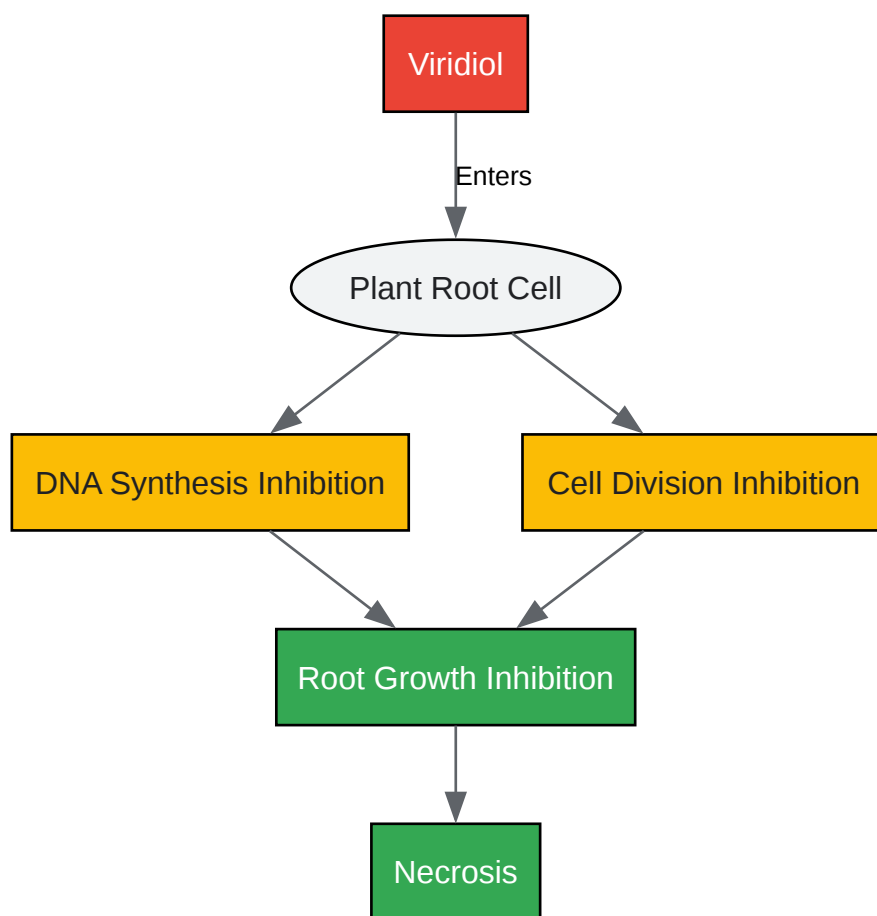 Viridiol
Enters
Plant Root Cell
DNA Synthesis Inhibition
Cell Division Inhibition
Root Growth Inhibition
Necrosis